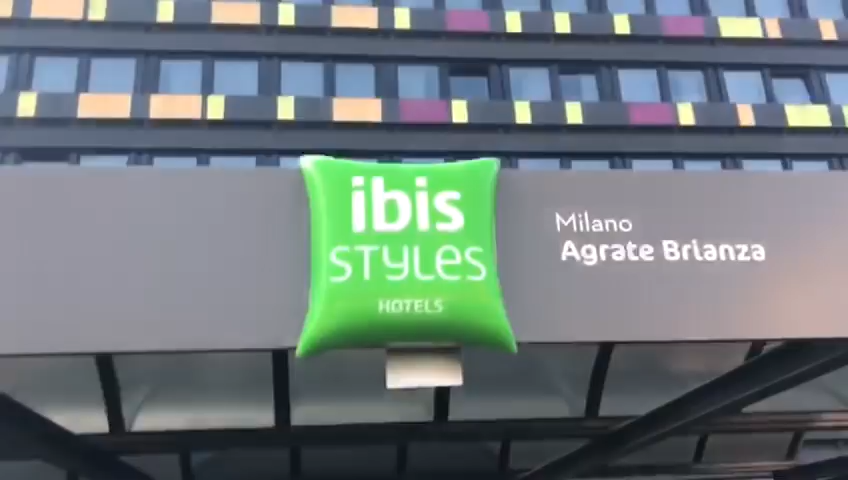 ibis
STYLES
HOTELS
Milano
Agrate Brianza